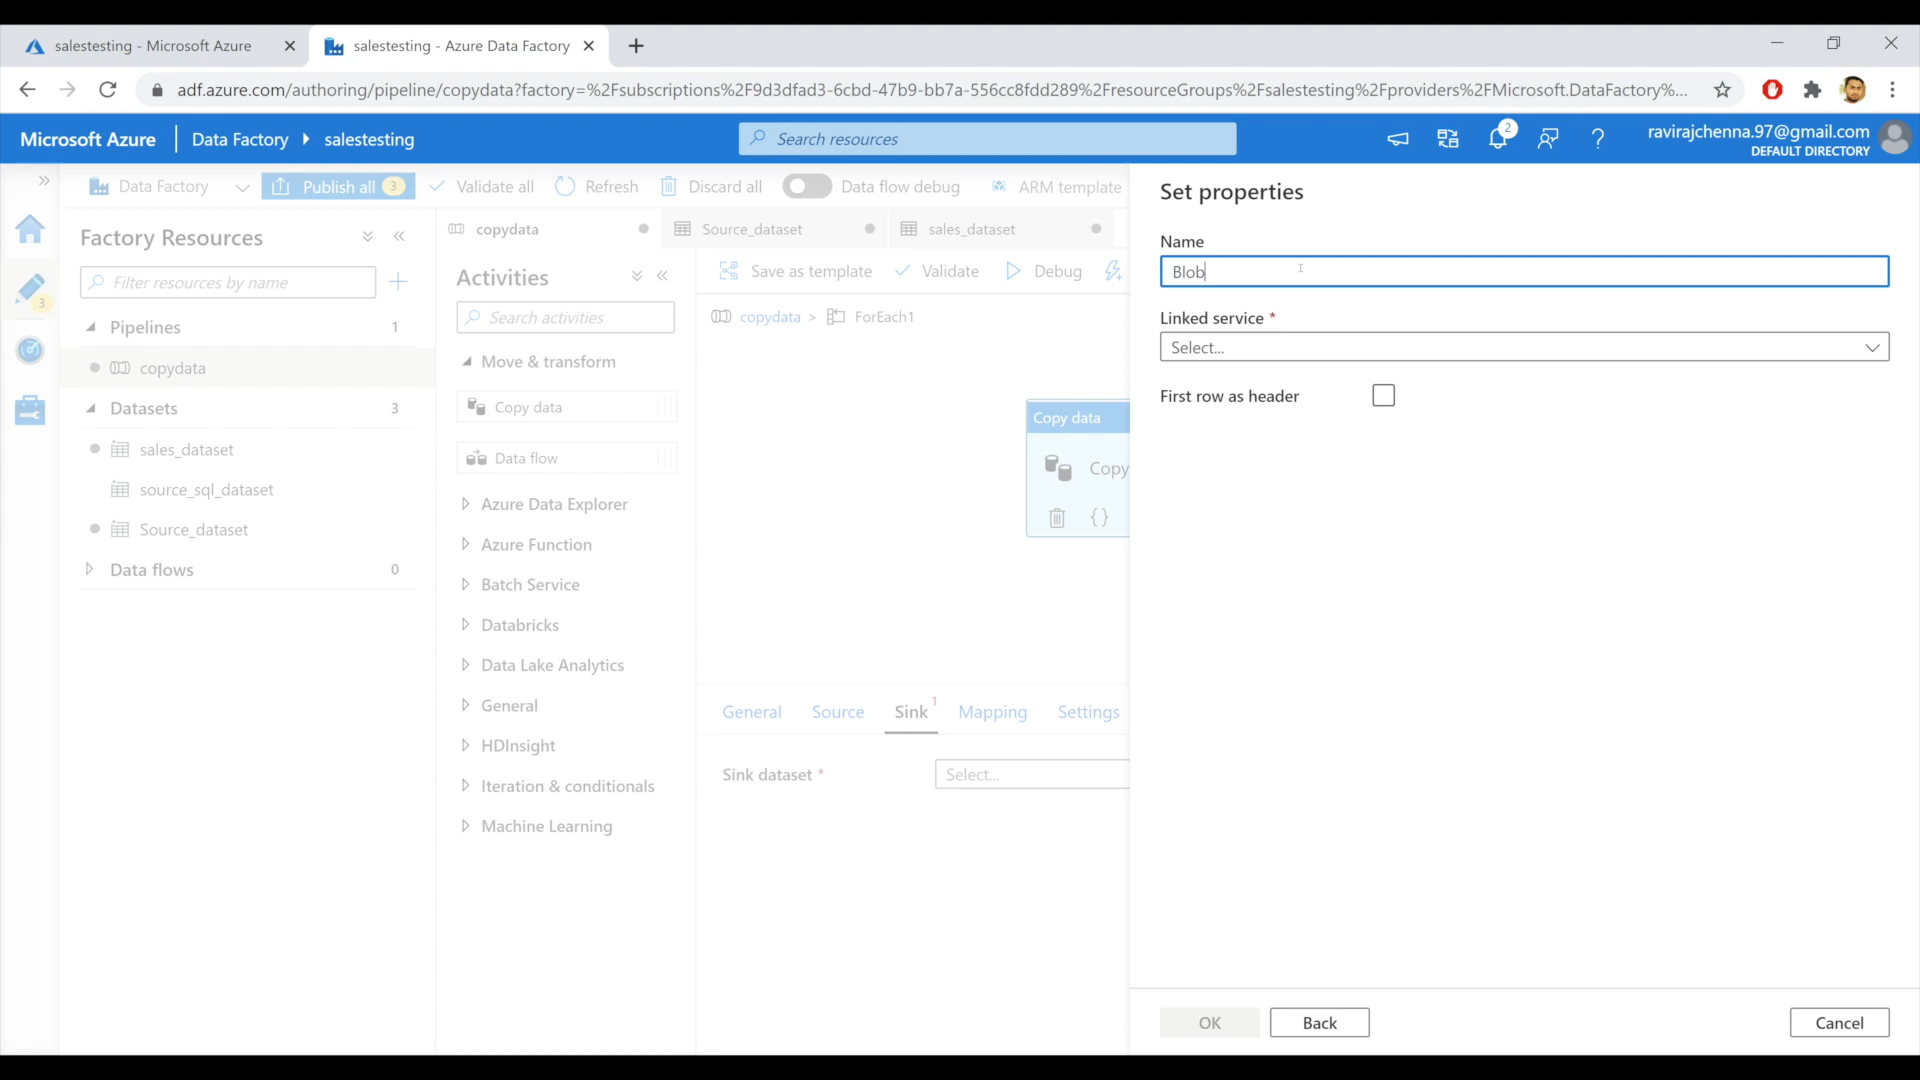 salestesting - Microsoft Azure
salestesting - Azure Data Factory
adf.azure.com/authoring/pipeline/copydata?factory=%2Fsubscriptions%2F9d3dfad3-6cbd-47b9-bb7a-556cc8fdd289%2FresourceGroups%2Fsalestesting%2Fproviders%2FMicrosoft.DataFactory%...
Microsoft Azure
Data Factory
salestesting
Search resources
2
ravirajchenna.97@gmail.com
DEFAULT DIRECTORY
Data Factory
Publish all 3
Validate all
Refresh
Discard all
Data flow debug
ARM template
3
Factory Resources
Filter resources by name
Pipelines 1
copydata
Datasets 3
sales_dataset
source_sql_dataset
Source_dataset
Data flows 0
copydata
Source_dataset
sales_dataset
Activities
Search activities
Move & transform
Copy data
Data flow
Azure Data Explorer
Azure Function
Batch Service
Databricks
Data Lake Analytics
General
HDInsight
Iteration & conditionals
Machine Learning
Save as template
Validate
Debug
copydata > ForEach1
Copy data
Copy
{}
General
Source
Sink 1
Mapping
Settings
Sink dataset *
Select...
Set properties
Name
Blob
Linked service *
Select...
First row as header
OK
Back
Cancel